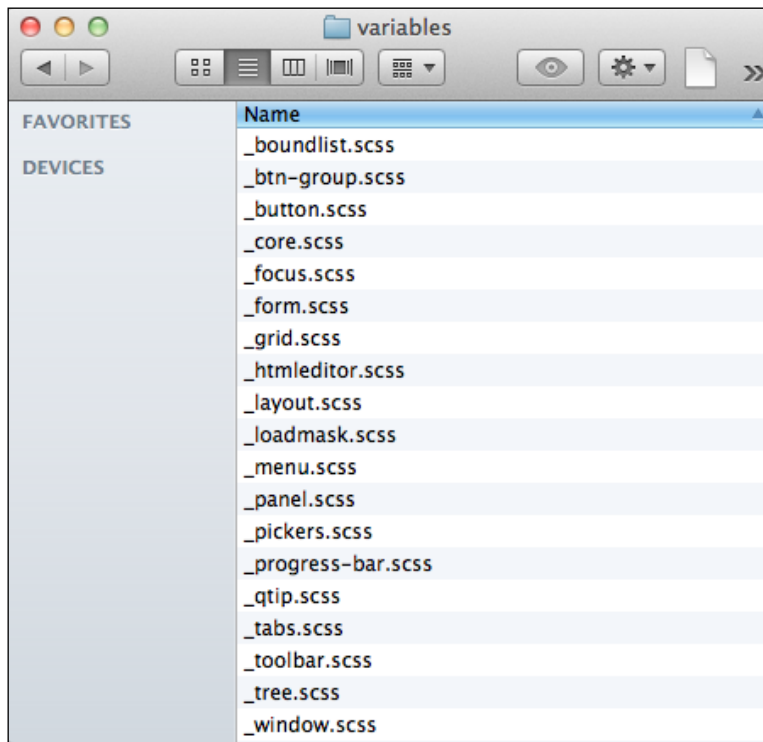 variables
FAVORITES
DEVICES
Name
_boundlist.scss
_btn-group.scss
_button.scss
_core.scss
_focus.scss
_form.scss
_grid.scss
_htmleditor.scss
_layout.scss
_loadmask.scss
_menu.scss
_panel.scss
_pickers.scss
_progress-bar.scss
_qtip.scss
_tabs.scss
_toolbar.scss
_tree.scss
_window.scss